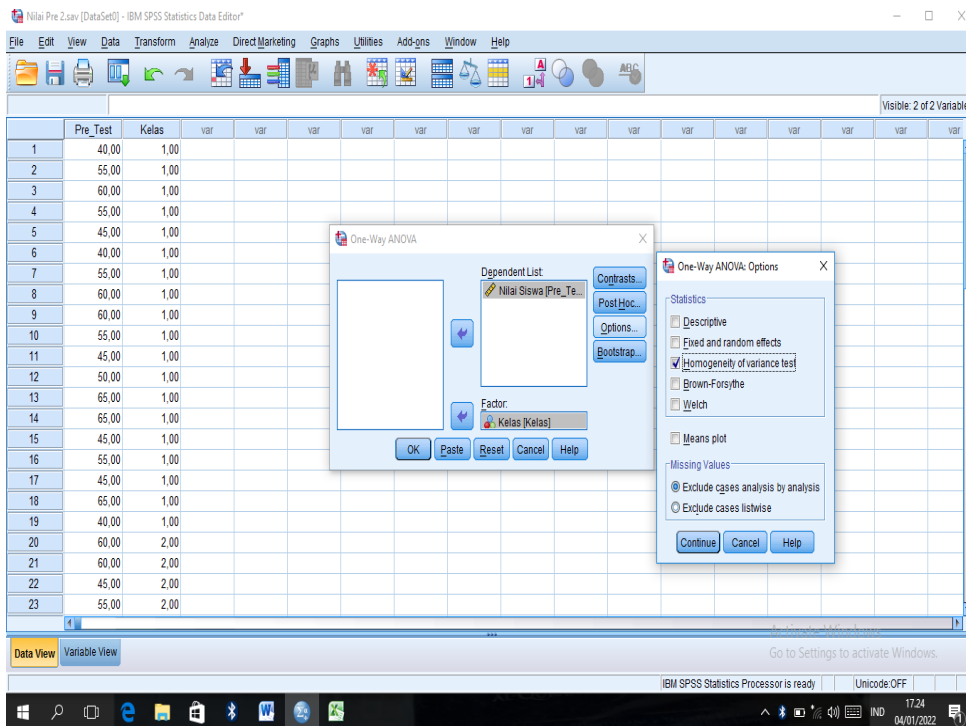 Nilai Pre 2.sav [DataSet0] - IBM SPSS Statistics Data Editor*
File Edit View Data Transform Analyze Direct Marketing Graphs Utilities Add-ons Window Help
Visible: 2 of 2 Variable
Pre_Test Kelas var var var var var var var var var var var var var var var
1 40,00 1,00
2 55,00 1,00
3 60,00 1,00
4 55,00 1,00
5 45,00 1,00
6 40,00 1,00
7 55,00 1,00
8 60,00 1,00
9 60,00 1,00
10 55,00 1,00
11 45,00 1,00
12 50,00 1,00
13 65,00 1,00
14 65,00 1,00
15 45,00 1,00
16 55,00 1,00
17 45,00 1,00
18 65,00 1,00
19 40,00 1,00
20 60,00 2,00
21 60,00 2,00
22 45,00 2,00
23 55,00 2,00
One-Way ANOVA
Dependent List:
Nilai Siswa [Pre_Te...
Factor:
Kelas [Kelas]
Contrasts...
Post Hoc...
Options...
Bootstrap...
OK Paste Reset Cancel Help
One-Way ANOVA: Options
Statistics
Descriptive
Fixed and random effects
Homogeneity of variance test
Brown-Forsythe
Welch
Means plot
Missing Values
Exclude cases analysis by analysis
Exclude cases listwise
Continue Cancel Help
Data View Variable View
Go to Settings to activate Windows.
IBM SPSS Statistics Processor is ready Unicode:OFF
IND
17.24
04/01/2022